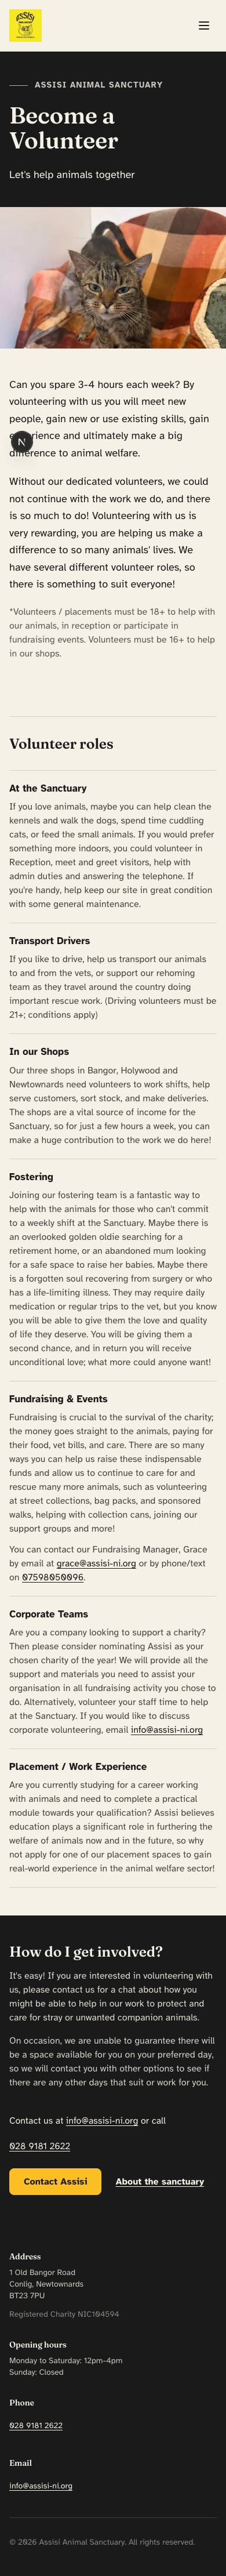 ASSISI
ASSISI ANIMAL SANCTUARY
Become a
Volunteer
Let's help animals together
Can you spare 3-4 hours each week? By
volunteering with us you will meet new
people, gain new or use existing skills, gain
experience and ultimately make a big
difference to animal welfare.
N
Without our dedicated volunteers, we could
not continue with the work we do, and there
is so much to do! Volunteering with us is
very rewarding, you are helping us make a
difference to so many animals' lives. We
have several different volunteer roles, so
there is something to suit everyone!
*Volunteers / placements must be 18+ to help with
our animals, in reception or participate in
fundraising events. Volunteers must be 16+ to help
in our shops.
Volunteer roles
At the Sanctuary
If you love animals, maybe you can help clean the
kennels and walk the dogs, spend time cuddling
cats, or feed the small animals. If you would prefer
something more indoors, you could volunteer in
Reception, meet and greet visitors, help with
admin duties and answering the telephone. If
you're handy, help keep our site in great condition
with some general maintenance.
Transport Drivers
If you like to drive, help us transport our animals
to and from the vets, or support our rehoming
team as they travel around the country doing
important rescue work. (Driving volunteers must be
21+; conditions apply)
In our Shops
Our three shops in Bangor, Holywood and
Newtownards need volunteers to work shifts, help
serve customers, sort stock, and make deliveries.
The shops are a vital source of income for the
Sanctuary, so for just a few hours a week, you can
make a huge contribution to the work we do here!
Fostering
Joining our fostering team is a fantastic way to
help with the animals for those who can't commit
to a weekly shift at the Sanctuary. Maybe there is
an overlooked golden oldie searching for a
retirement home, or an abandoned mum looking
for a safe space to raise her babies. Maybe there
is a forgotten soul recovering from surgery or who
has a life-limiting illness. They may require daily
medication or regular trips to the vet, but you know
you will be able to give them the love and quality
of life they deserve. You will be giving them a
second chance, and in return you will receive
unconditional love; what more could anyone want!
Fundraising & Events
Fundraising is crucial to the survival of the charity;
the money goes straight to the animals, paying for
their food, vet bills, and care. There are so many
ways you can help us raise these indispensable
funds and allow us to continue to care for and
rescue many more animals, such as volunteering
at street collections, bag packs, and sponsored
walks, helping with collection cans, joining our
support groups and more!
You can contact our Fundraising Manager, Grace
by email at grace@assisi-ni.org or by phone/text
on 07598050096.
Corporate Teams
Are you a company looking to support a charity?
Then please consider nominating Assisi as your
chosen charity of the year! We will provide all the
support and materials you need to assist your
organisation in all fundraising activity you chose to
do. Alternatively, volunteer your staff time to help
at the Sanctuary. If you would like to discuss
corporate volunteering, email info@assisi-ni.org
Placement / Work Experience
Are you currently studying for a career working
with animals and need to complete a practical
module towards your qualification? Assisi believes
education plays a significant role in furthering the
welfare of animals now and in the future, so why
not apply for one of our placement spaces to gain
real-world experience in the animal welfare sector!
How do I get involved?
It's easy! If you are interested in volunteering with
us, please contact us for a chat about how you
might be able to help in our work to protect and
care for stray or unwanted companion animals.
On occasion, we are unable to guarantee there will
be a space available for you on your preferred day,
so we will contact you with other options to see if
there are any other days that suit or work for you.
Contact us at info@assisi-ni.org or call
028 9181 2622
Contact Assisi
About the sanctuary
Address
1 Old Bangor Road
Conlig, Newtownards
BT23 7PU
Registered Charity NIC104594
Opening hours
Monday to Saturday: 12pm–4pm
Sunday: Closed
Phone
028 9181 2622
Email
info@assisi-ni.org
© 2026 Assisi Animal Sanctuary. All rights reserved.